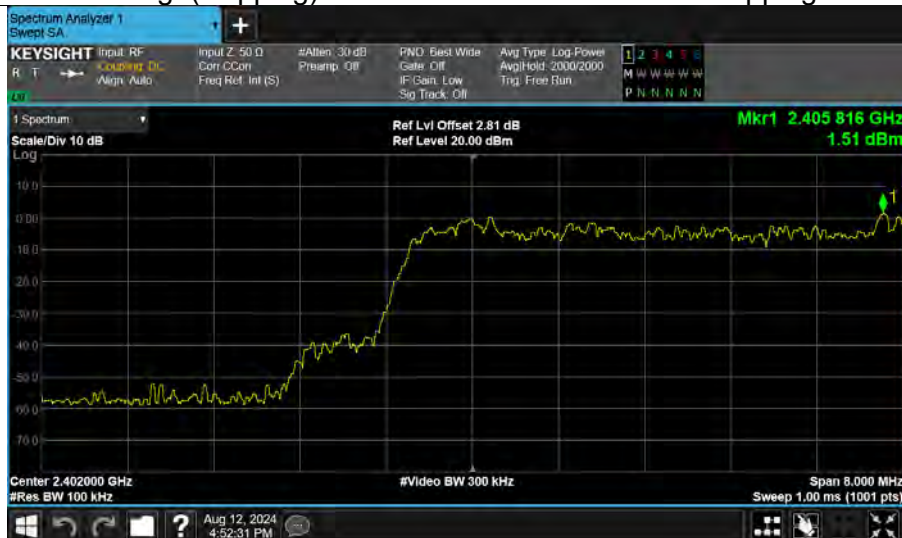 Spectrum Analyzer 1
Swept SA
KEYSIGHT Input: RF Input Z: 50 Ω #Atten: 30 dB PNO: Best Wide Avg Type: Log-Power 1 2 3 4 5 6
R T Coupling: DC Corr CCorr Preamp: Off Gate: Off Avg|Hold: 2000/2000 M W W W W W
Align: Auto Freq Ref: Int (S) IF Gain: Low Trig: Free Run P N N N N N
Sig Track: Off
1 Spectrum Ref Lvl Offset 2.81 dB Mkr1 2.405 816 GHz
Scale/Div 10 dB Ref Level 20.00 dBm 1.51 dBm
Log
10.0
1
0.00
-10.0
-20.0
-30.0
-40.0
-50.0
-60.0
-70.0
Center 2.402000 GHz #Video BW 300 kHz Span 8.000 MHz
#Res BW 100 kHz Sweep 1.00 ms (1001 pts)
Aug 12, 2024
4:52:31 PM